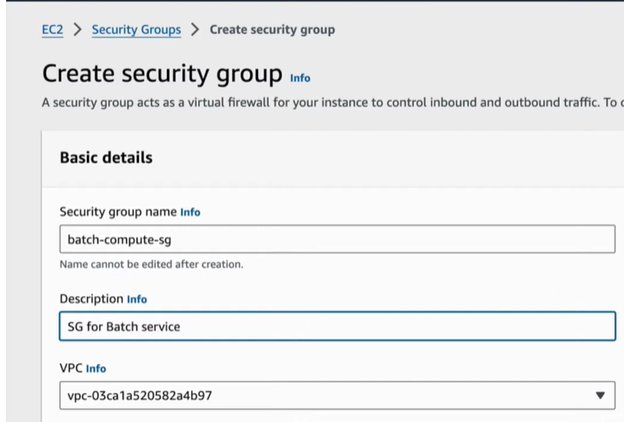 EC2 > Security Groups > Create security group
Create security group Info
A security group acts as a virtual firewall for your instance to control inbound and outbound traffic. To
Basic details
Security group name Info
batch-compute-sg
Name cannot be edited after creation.
Description Info
SG for Batch service
VPC Info
vpc-03ca1a520582a4b97